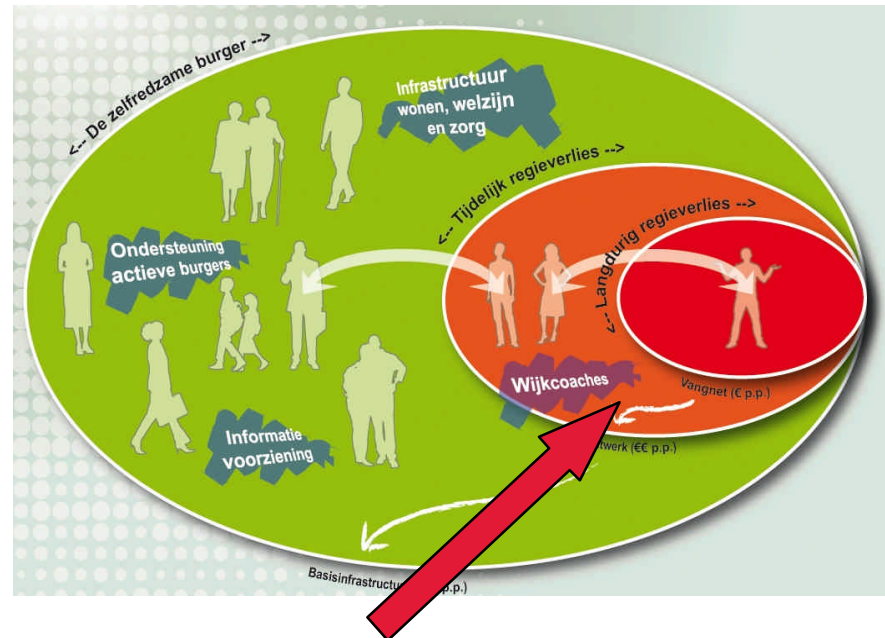 <-- De zelfredzame burger -->
Infrastructuur
wonen, welzijn
en zorg
<-- Tijdelijk regieverlies -->
<-- Langdurig regieverlies -->
Ondersteuning
actieve burgers
Wijkcoaches
Vangnet (€ p.p.)
(€€ p.p.)
Informatie
voorziening
p.p.)